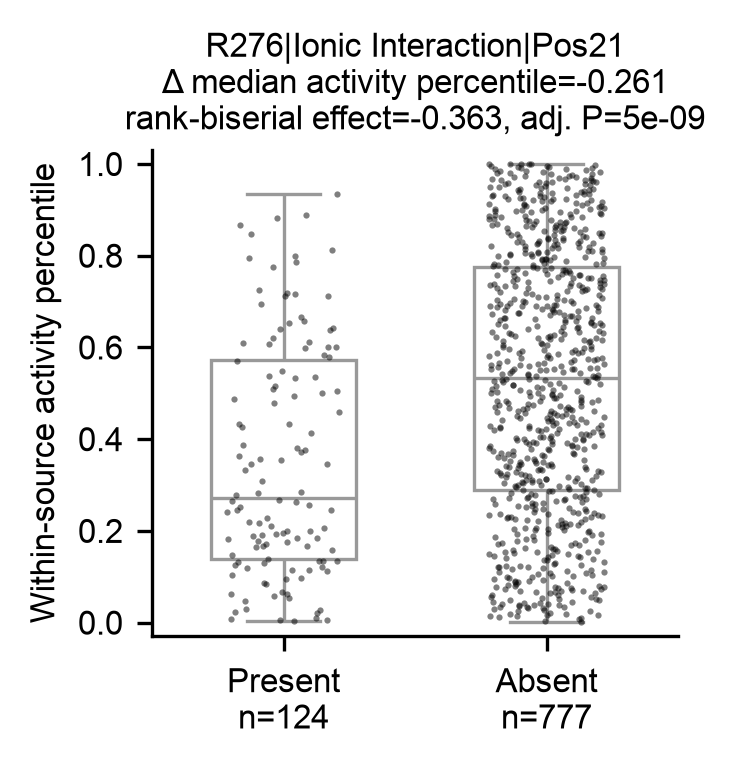 R276|Ionic Interaction|Pos21
Δ median activity percentile=-0.261
rank-biserial effect=-0.363, adj. P=5e-09
Within-source activity percentile
1.0
0.8
0.6
0.4
0.2
0.0
Present
n=124
Absent
n=777